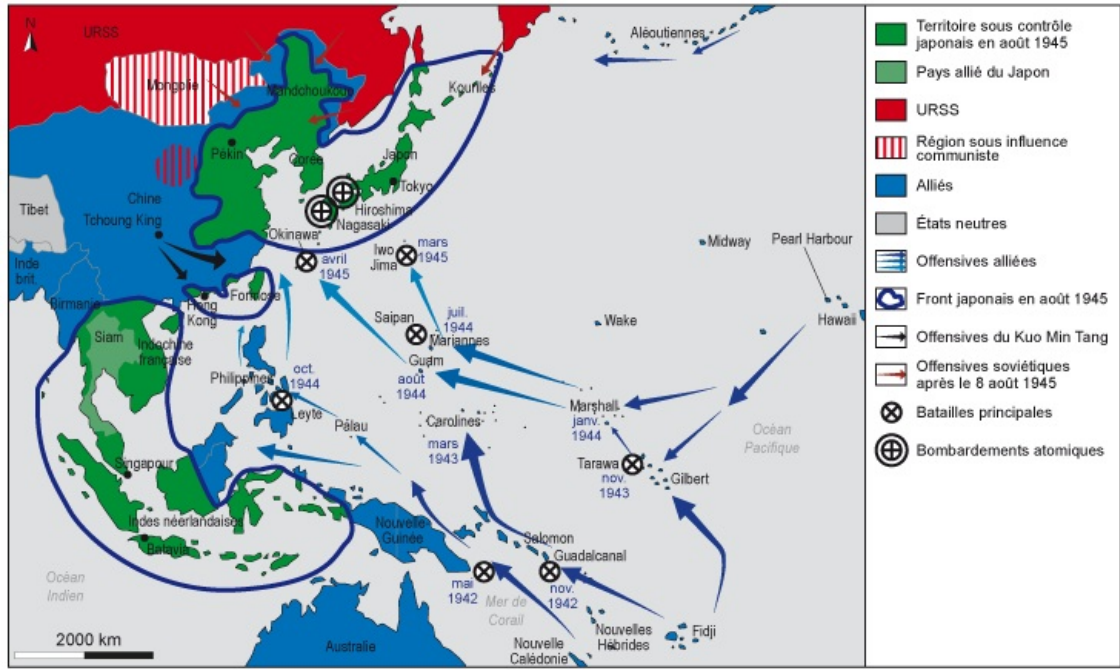 N
URSS
Aléoutiennes
Mongolie
Mandchoukouo
Kouriles
Pékin
Corée
Japon
Tokyo
Chine
Tibet
Tchoung King
Hiroshima
Nagasaki
Okinawa
avril
1945
Iwo
Jima
mars
1945
Midway
Pearl Harbour
Inde
brit.
Birmanie
Hong
Kong
Formose
Saipan
juil.
1944
Mariannes
Wake
Hawaii
Siam
Indochine
française
Guam
août
1944
Philippines
oct.
1944
Leyte
Pálau
Carolines
mars
1943
Marshall
janv.
1944
Océan
Pacifique
Tarawa
nov.
1943
Gilbert
Singapour
Indes néerlandaises
Batavia
Nouvelle
Guinée
Salomon
Guadalcanal
mai
1942
nov.
1942
Océan
Indien
Mer de
Corail
Nouvelles
Hébrides
Fidji
Nouvelle
Calédonie
Australie
2000 km
Territoire sous contrôle
japonais en août 1945
Pays allié du Japon
URSS
Région sous influence
communiste
Alliés
États neutres
Offensives alliées
Front japonais en août 1945
Offensives du Kuo Min Tang
Offensives soviétiques
après le 8 août 1945
Batailles principales
Bombardements atomiques